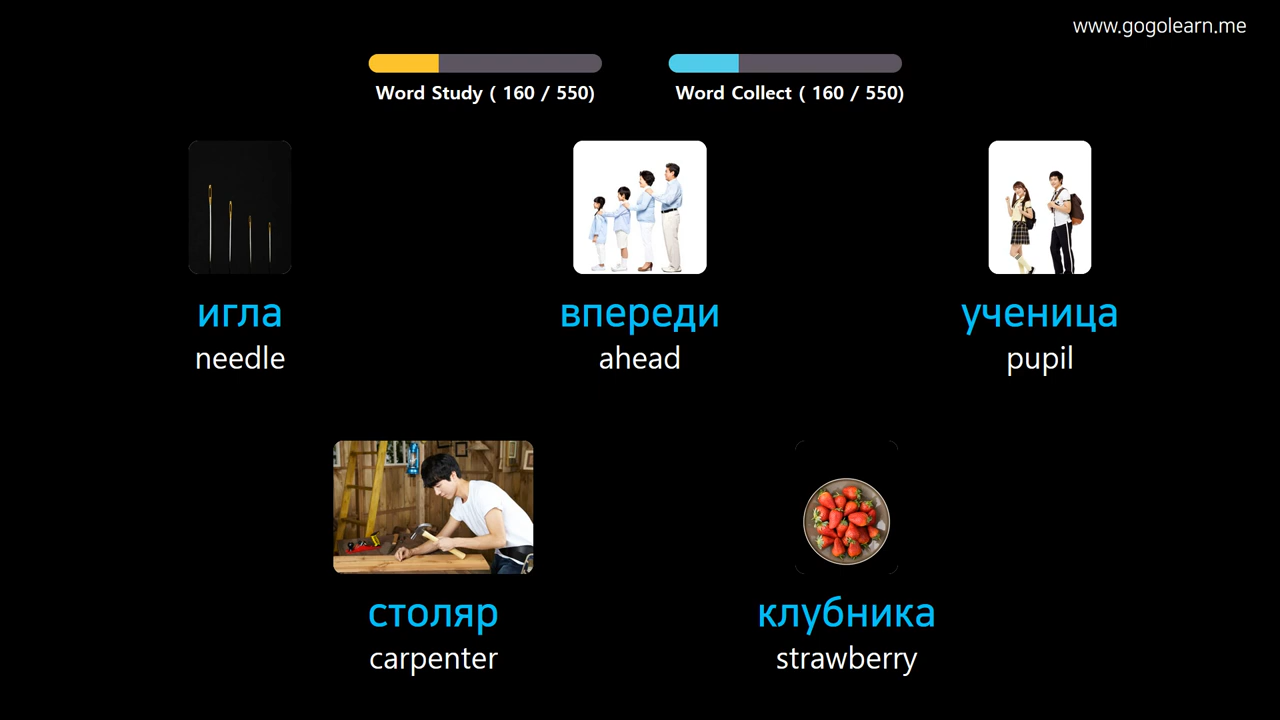 www.gogolearn.me
Word Study ( 160 / 550)
Word Collect ( 160 / 550)
игла
needle
впереди
ahead
ученица
pupil
столяр
carpenter
клубника
strawberry